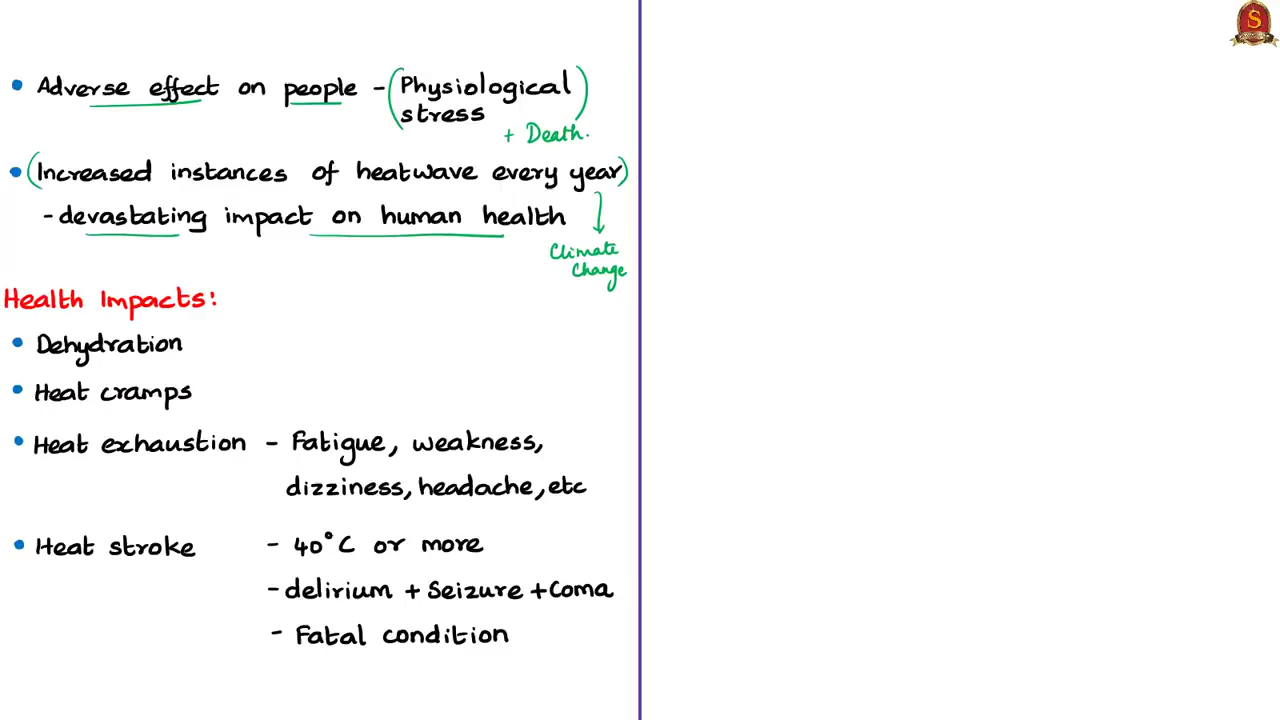 • Adverse effect on people - (Physiological
stress)
+ Death.
• (Increased instances of heatwave every year)
- devastating impact on human health
Climate
Change
Health Impacts:
• Dehydration
• Heat cramps
• Heat exhaustion - Fatigue, weakness,
dizziness, headache, etc
• Heat stroke - 40°C or more
- delirium + Seizure + Coma
- Fatal condition
S